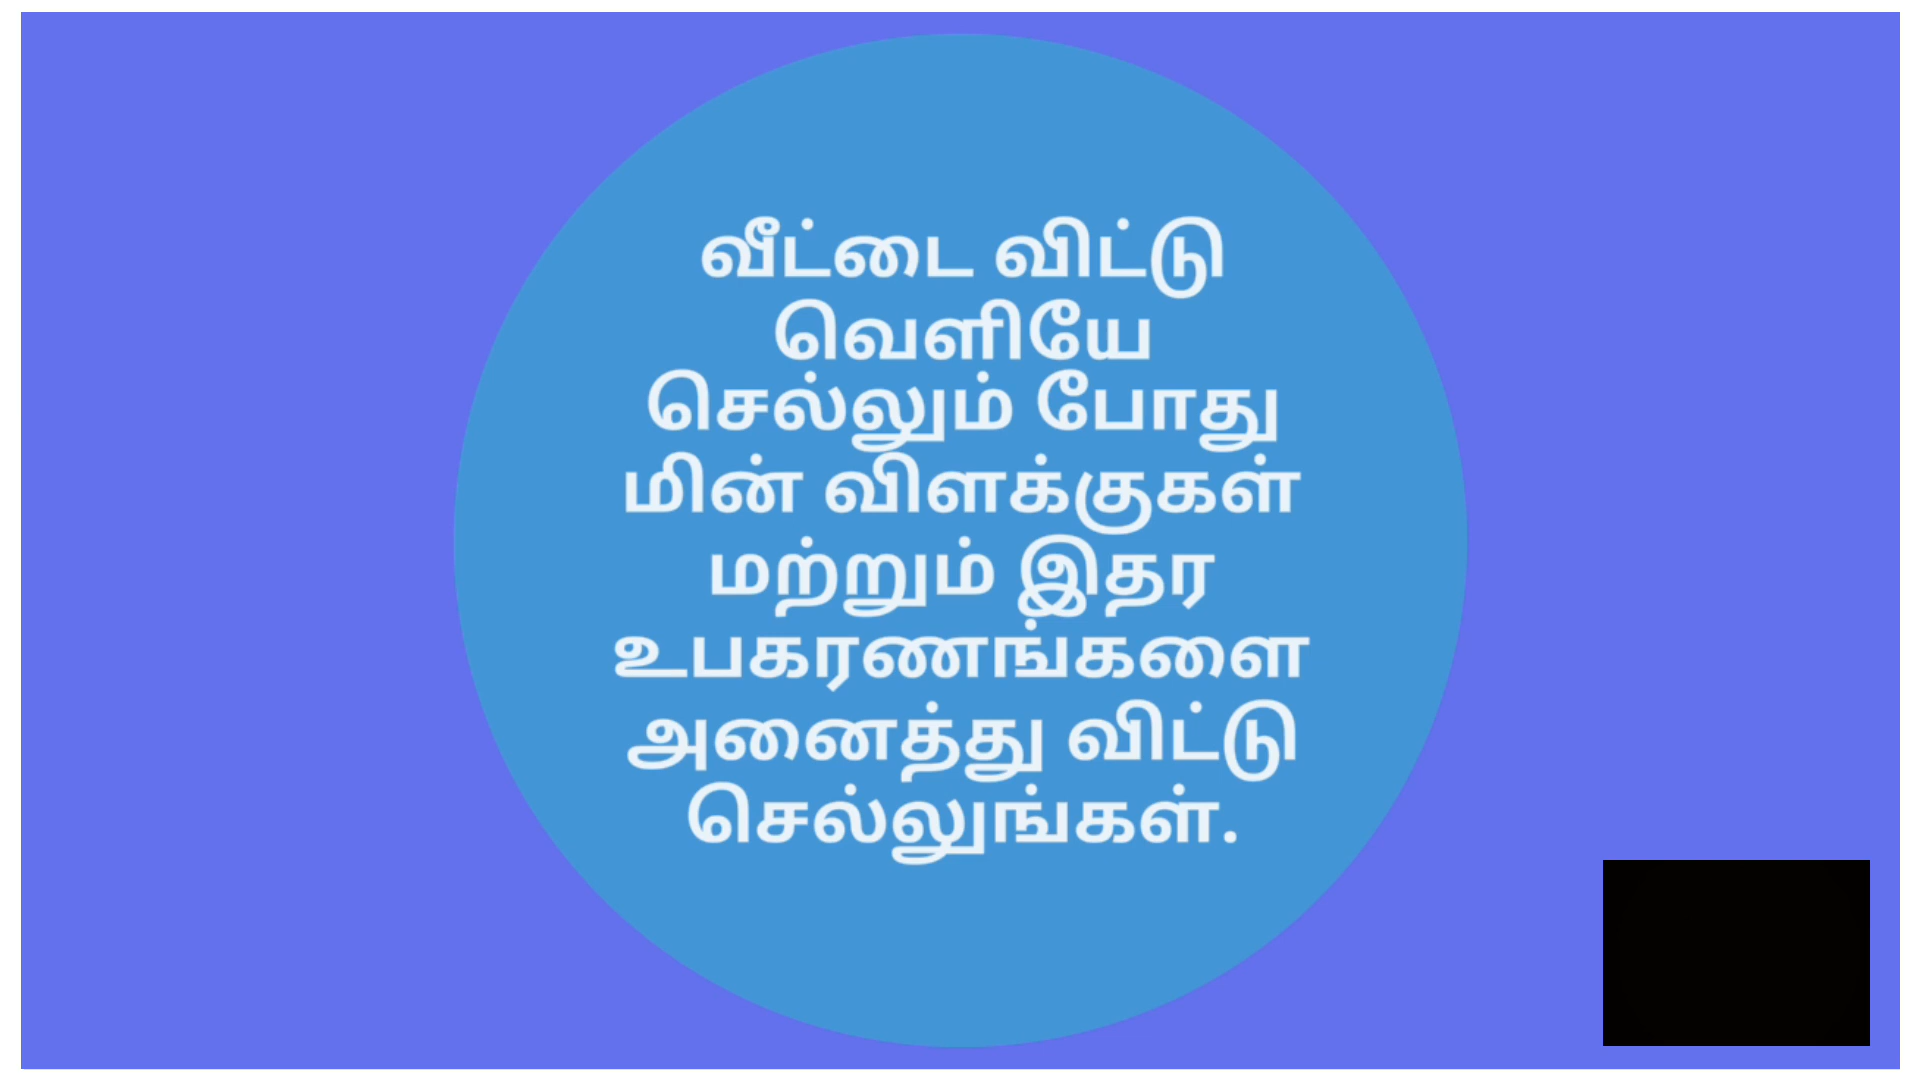 வீட்டை விட்டு
வெளியே
செல்லும் போது
மின் விளக்குகள்
மற்றும் இதர
உபகரணங்களை
அனைத்து விட்டு
செல்லுங்கள்.